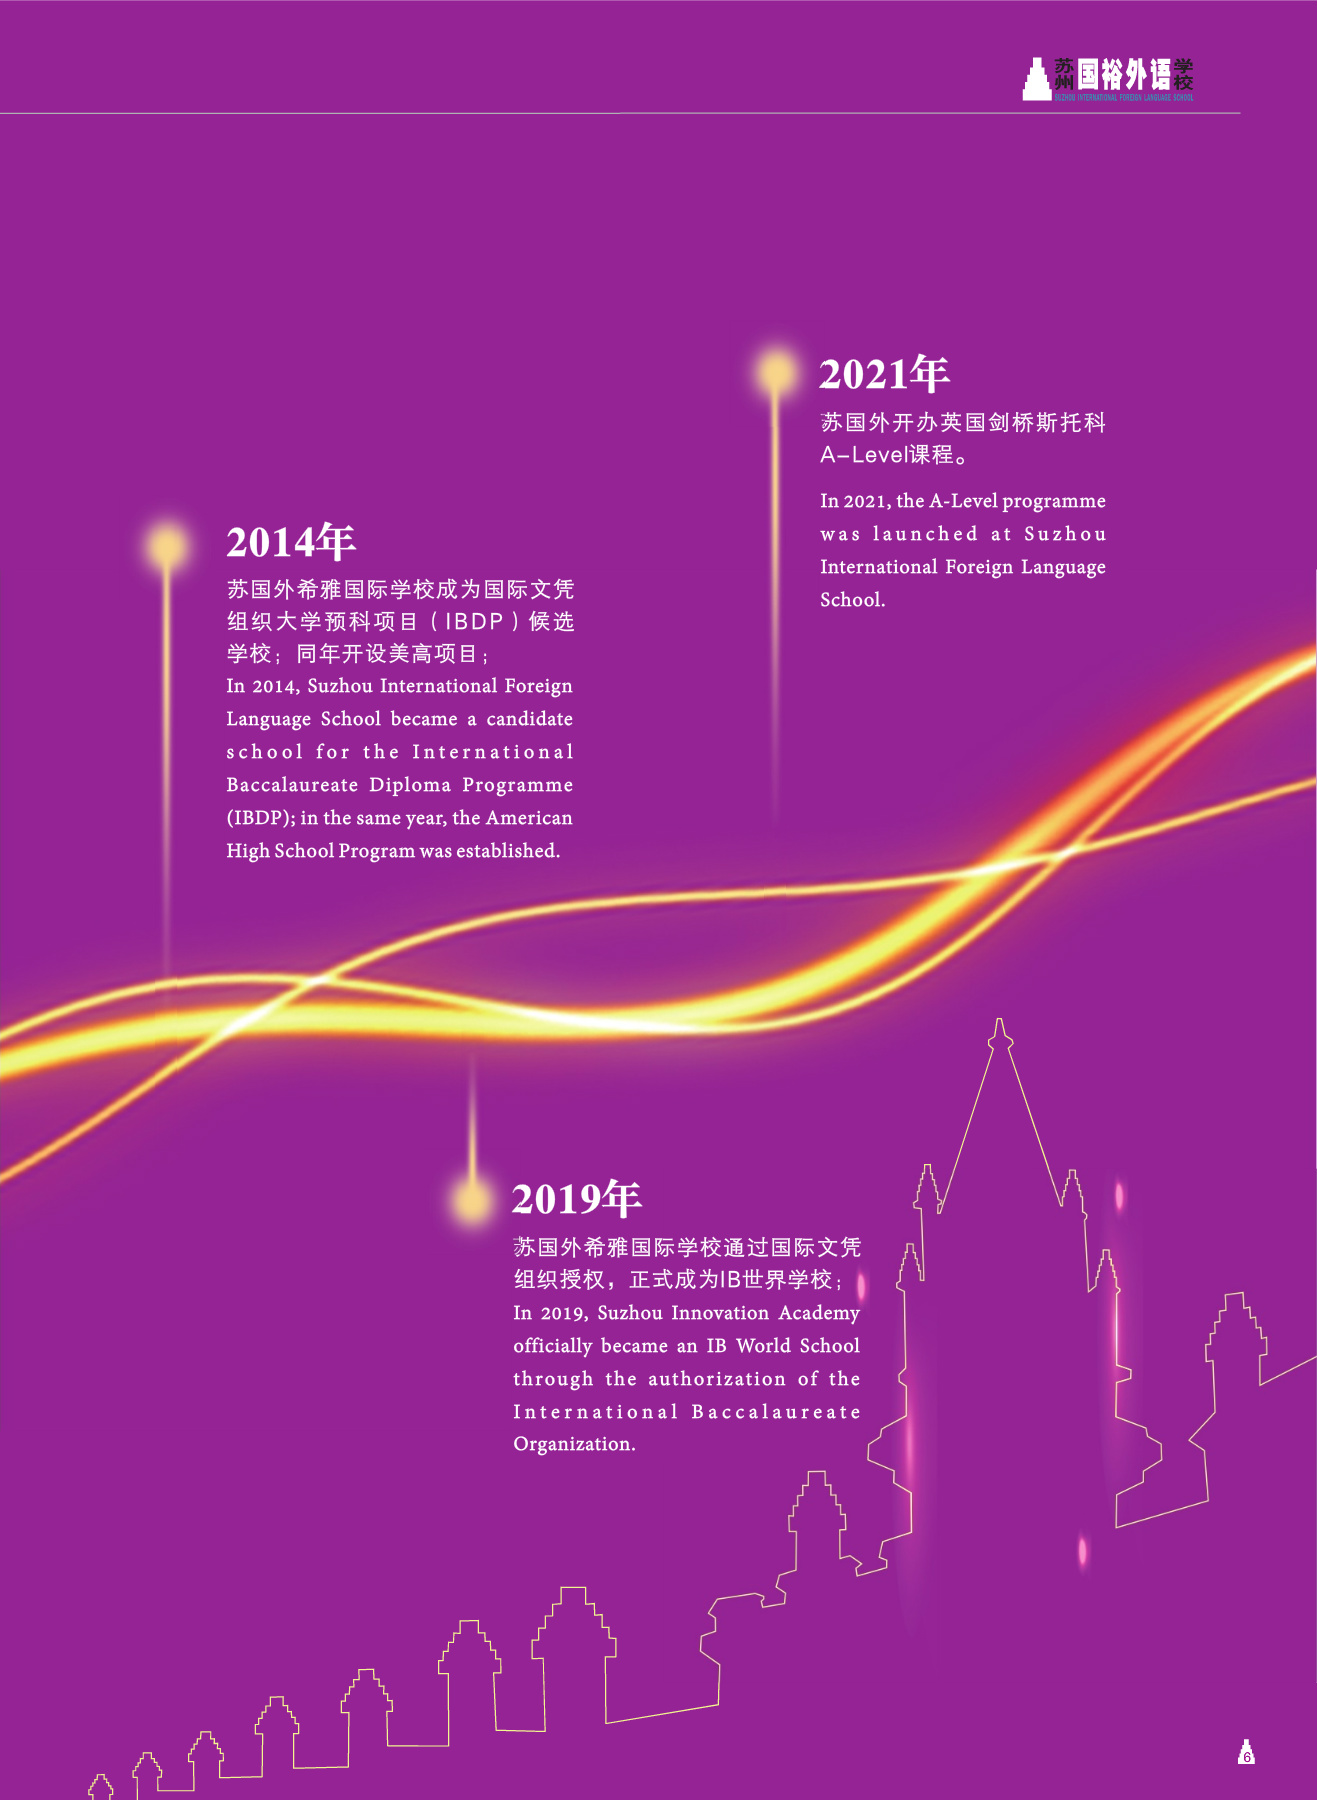 苏州国裕外语学校
SUZHOU INTERNATIONAL FOREIGN LANGUAGE SCHOOL
2021年
苏国外开办英国剑桥斯托科
A-Level课程。
In 2021, the A-Level programme
was launched at Suzhou
International Foreign Language
School.
2014年
苏国外希雅国际学校成为国际文凭
组织大学预科项目（IBDP）候选
学校；同年开设美高项目；
In 2014, Suzhou International Foreign
Language School became a candidate
school for the International
Baccalaureate Diploma Programme
(IBDP); in the same year, the American
High School Program was established.
2019年
苏国外希雅国际学校通过国际文凭
组织授权，正式成为IB世界学校；
In 2019, Suzhou Innovation Academy
officially became an IB World School
through the authorization of the
International Baccalaureate
Organization.
6